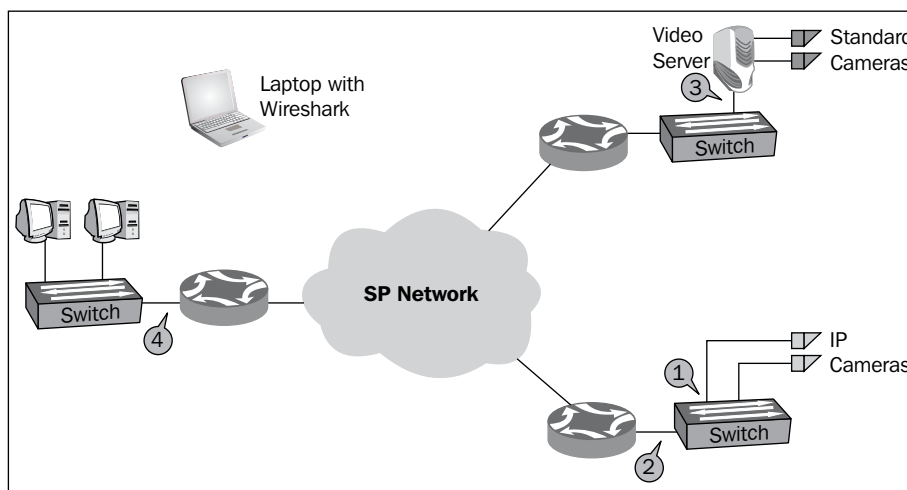 Video
Server
Standard
Cameras
3
Laptop with
Wireshark
Switch
SP Network
Switch
4
IP
Cameras
1
Switch
2